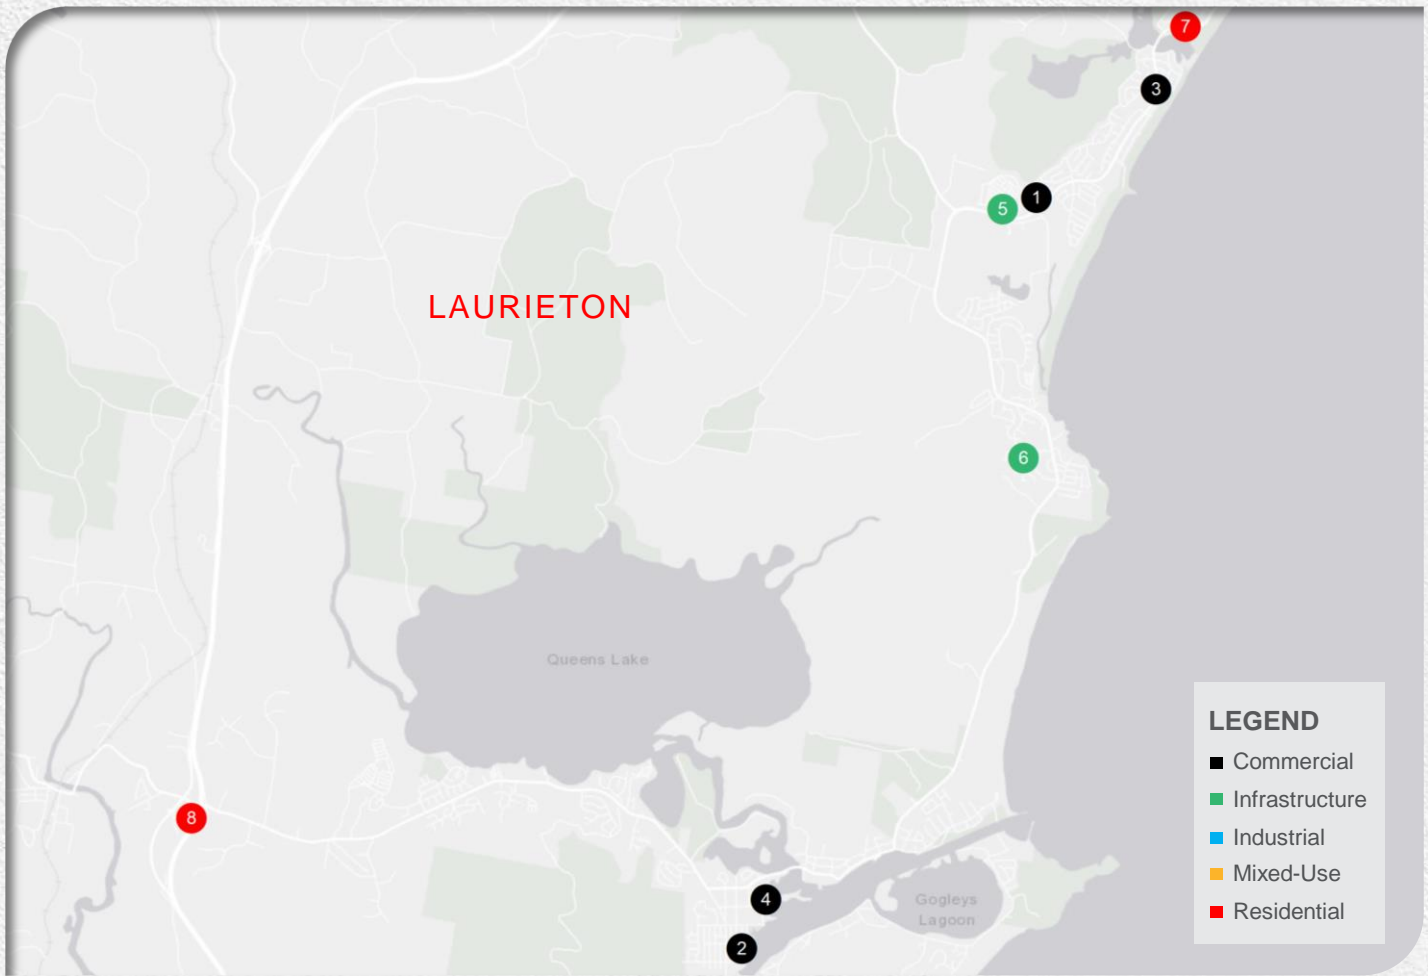 7
3
1
5
LAURIETON
6
Queens Lake
LEGEND
Commercial
Infrastructure
Industrial
Mixed-Use
Residential
8
4
Gogleys
Lagoon
2